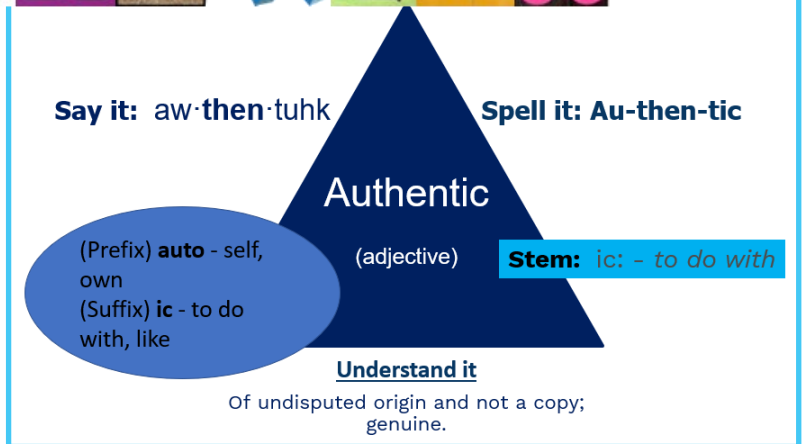 Say it: aw·then·tuhk
Spell it: Au-then-tic
Authentic
(adjective)
(Prefix) auto - self,
own
(Suffix) ic - to do
with, like
Stem: ic: - to do with
Understand it
Of undisputed origin and not a copy;
genuine.